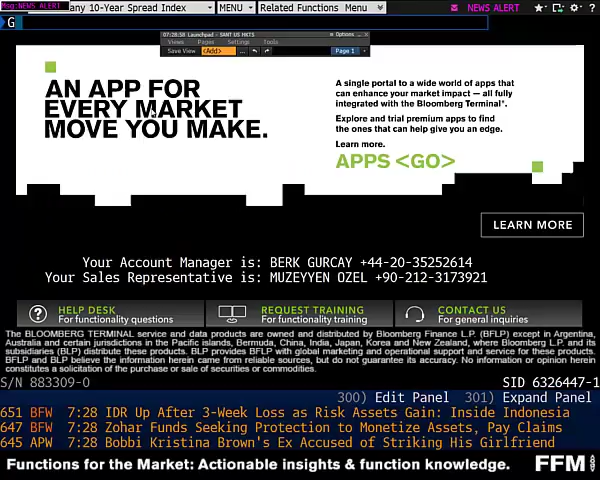 Msg:NEWS ALERT
any 10-Year Spread Index
MENU
Related Functions Menu
NEWS ALERT
G
07:28:58 Launchpad - SANT US HKTS
Options
Views Pages Settings Tools
Save View <Add> ... Page 1
AN APP FOR
EVERY MARKET
MOVE YOU MAKE.
A single portal to a wide world of apps that
can enhance your market impact — all fully
integrated with the Bloomberg Terminal®.
Explore and trial premium apps to find
the ones that can help give you an edge.
Learn more.
APPS <GO>
LEARN MORE
Your Account Manager is: BERK GURCAY +44-20-35252614
Your Sales Representative is: MUZEYYEN OZEL +90-212-3173921
HELP DESK
For functionality questions
REQUEST TRAINING
For functionality training
CONTACT US
For general inquiries
The BLOOMBERG TERMINAL service and data products are owned and distributed by Bloomberg Finance L.P. (BFLP) except in Argentina,
Australia and certain jurisdictions in the Pacific islands, Bermuda, China, India, Japan, Korea and New Zealand, where Bloomberg L.P. and its
subsidiaries (BLP) distribute these products. BLP provides BFLP with global marketing and operational support and service for these products.
BFLP and BLP believe the information herein came from reliable sources, but do not guarantee its accuracy. No information or opinion herein
constitutes a solicitation of the purchase or sale of securities or commodities.
S/N 883309-0
SID 6326447-1
300) Edit Panel 301) Expand Panel
651 BFW 7:28 IDR Up After 3-Week Loss as Risk Assets Gain: Inside Indonesia
647 BFW 7:28 Zohar Funds Seeking Protection to Monetize Assets, Pay Claims
645 APW 7:28 Bobbi Kristina Brown's Ex Accused of Striking His Girlfriend
Functions for the Market: Actionable insights & function knowledge.
FFM <GO>